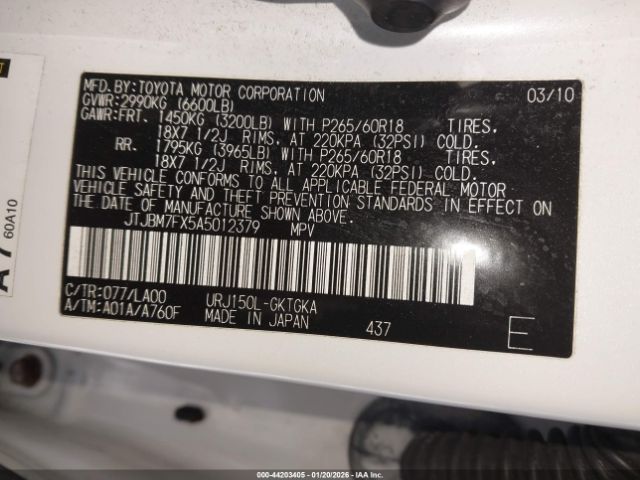 MFD.BY:TOYOTA MOTOR CORPORATION 03/10
GVWR:2990KG (6600LB)
GAWR:FRT. 1450KG (3200LB) WITH P265/60R18 TIRES,
18X7 1/2J RIMS, AT 220KPA (32PSI) COLD.
RR. 1795KG (3965LB) WITH P265/60R18 TIRES,
18X7 1/2J RIMS, AT 220KPA (32PSI) COLD.
THIS VEHICLE CONFORMS TO ALL APPLICABLE FEDERAL MOTOR
VEHICLE SAFETY AND THEFT PREVENTION STANDARDS IN EFFECT ON
THE DATE OF MANUFACTURE SHOWN ABOVE.
JTJBM7FX5A5012379 MPV
C/TR:077/LA00 URJ150L-GKTGKA
A/TM:A01A/A760F MADE IN JAPAN 437 E
A 7
60A10
000-44203405 - 01/20/2026 - IAAI.COM